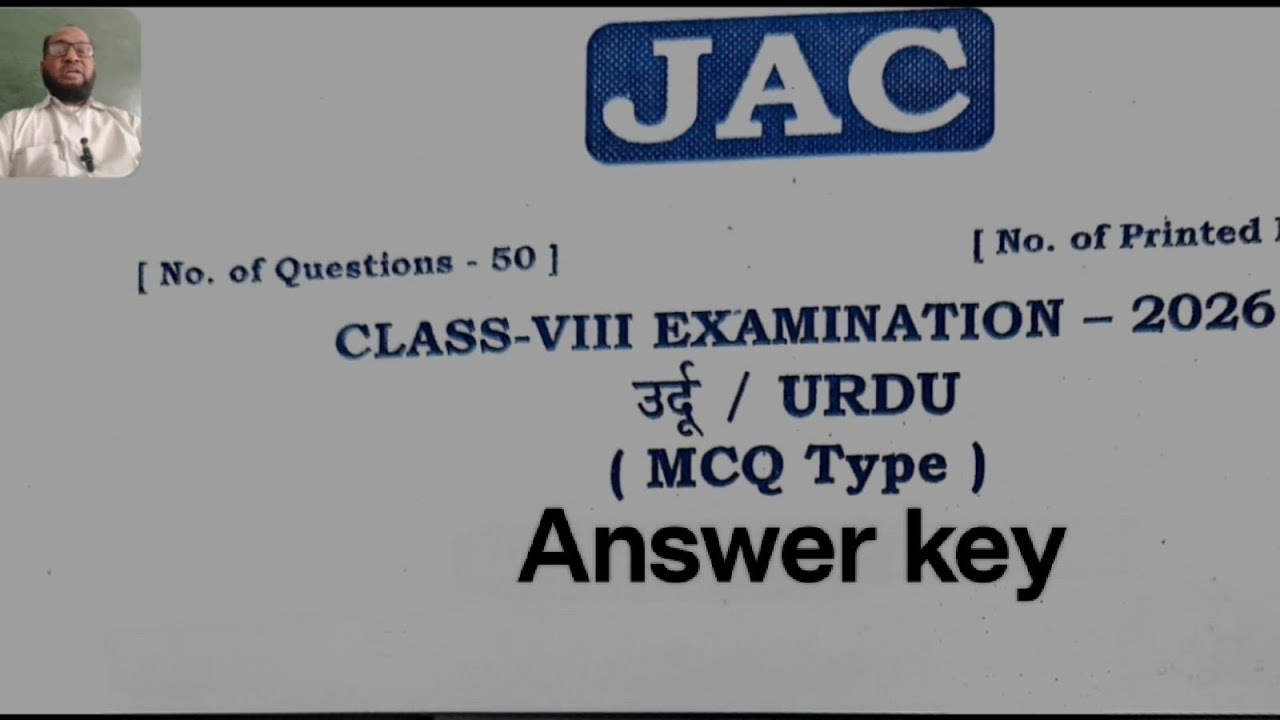 JAC
[ No. of Questions - 50 ]
[ No. of Printed
CLASS-VIII EXAMINATION – 2026
उर्दू / URDU
( MCQ Type )
Answer key